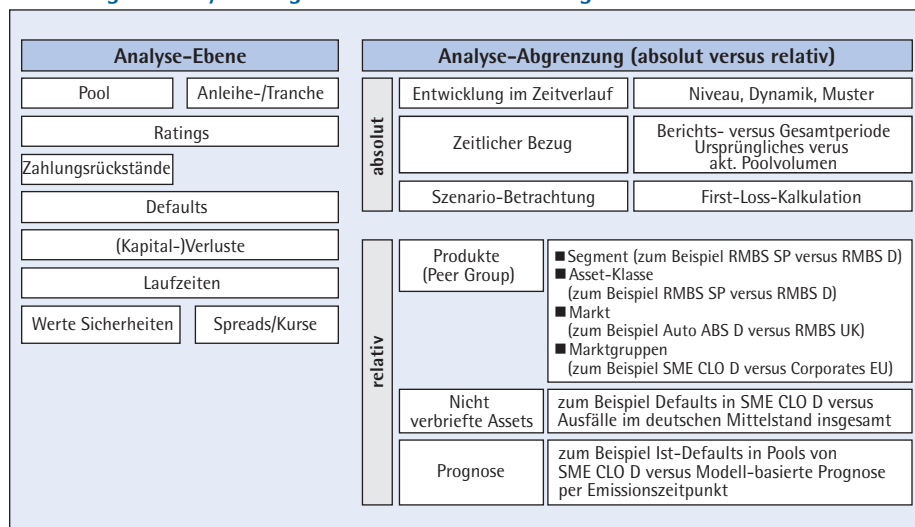 Analyse-Ebene
Pool
Anleihe-/Tranche
Ratings
Zahlungsrückstände
Defaults
(Kapital-)Verluste
Laufzeiten
Werte Sicherheiten
Spreads/Kurse
Analyse-Abgrenzung (absolut versus relativ)
absolut
Entwicklung im Zeitverlauf
Niveau, Dynamik, Muster
Zeitlicher Bezug
Berichts- versus Gesamtperiode
Ursprüngliches verus
akt. Poolvolumen
Szenario-Betrachtung
First-Loss-Kalkulation
relativ
Produkte
(Peer Group)
■ Segment (zum Beispiel RMBS SP versus RMBS D)
■ Asset-Klasse
(zum Beispiel RMBS SP versus RMBS D)
■ Markt
(zum Beispiel Auto ABS D versus RMBS UK)
■ Marktgruppen
(zum Beispiel SME CLO D versus Corporates EU)
Nicht
verbriefte Assets
zum Beispiel Defaults in SME CLO D versus
Ausfälle im deutschen Mittelstand insgesamt
Prognose
zum Beispiel Ist-Defaults in Pools von
SME CLO D versus Modell-basierte Prognose
per Emissionszeitpunkt